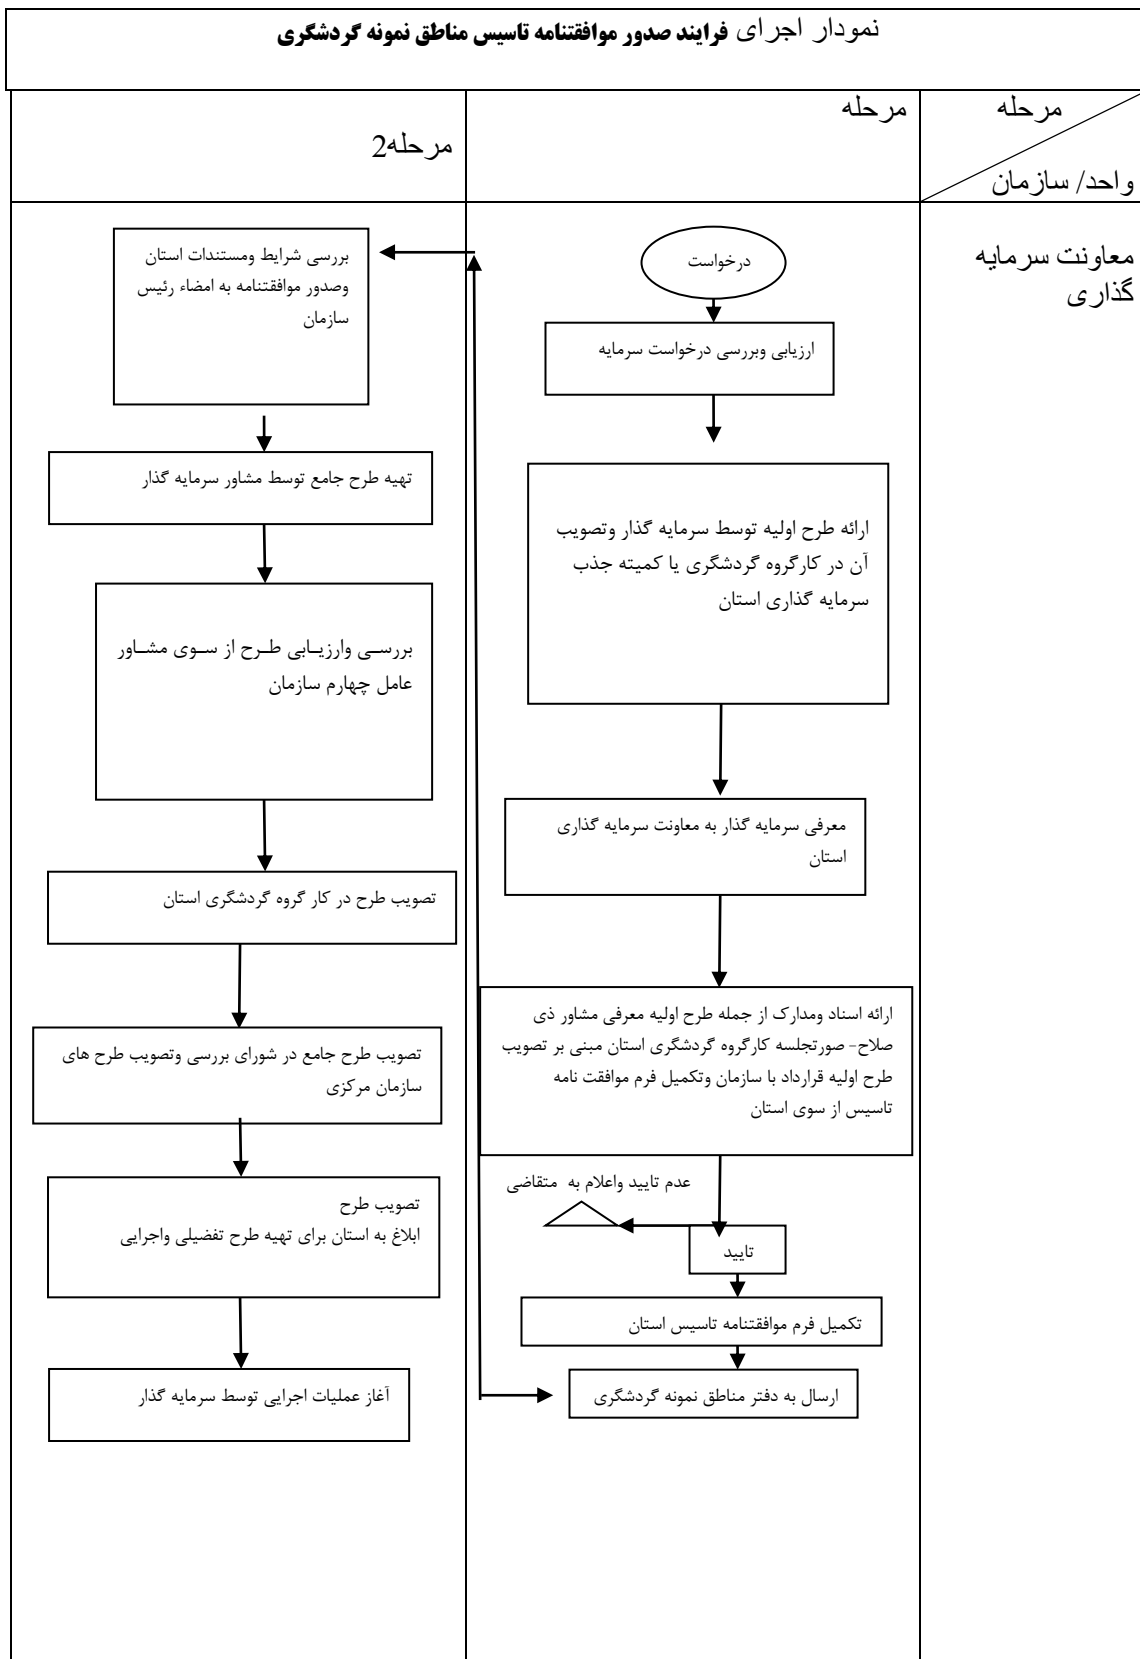 نمودار اجرای فرایند صدور موافقتنامه تاسیس مناطق نمونه گردشگری
مرحله
واحد/ سازمان
مرحله
مرحله2
معاونت سرمایه
گذاری
درخواست
ارزیابی وبررسی درخواست سرمایه
ارائه طرح اولیه توسط سرمایه گذار وتصویب
آن در کارگروه گردشگری یا کمیته جذب
سرمایه گذاری استان
معرفی سرمایه گذار به معاونت سرمایه گذاری
استان
ارائه اسناد ومدارک از جمله طرح اولیه معرفی مشاور ذی
صلاح- صورتجلسه کارگروه گردشگری استان مبنی بر تصویب
طرح اولیه قرارداد با سازمان وتکمیل فرم موافقت نامه
تاسیس از سوی استان
عدم تایید واعلام به متقاضی
تایید
تکمیل فرم موافقتنامه تاسیس استان
ارسال به دفتر مناطق نمونه گردشگری
بررسی شرایط ومستندات استان
وصدور موافقتنامه به امضاء رئیس
سازمان
تهیه طرح جامع توسط مشاور سرمایه گذار
بررسـی وارزیـابی طـرح از سـوی مشـاور
عامل چهارم سازمان
تصویب طرح در کار گروه گردشگری استان
تصویب طرح جامع در شورای بررسی وتصویب طرح های
سازمان مرکزی
تصویب طرح
ابلاغ به استان برای تهیه طرح تفضیلی واجرایی
آغاز عملیات اجرایی توسط سرمایه گذار